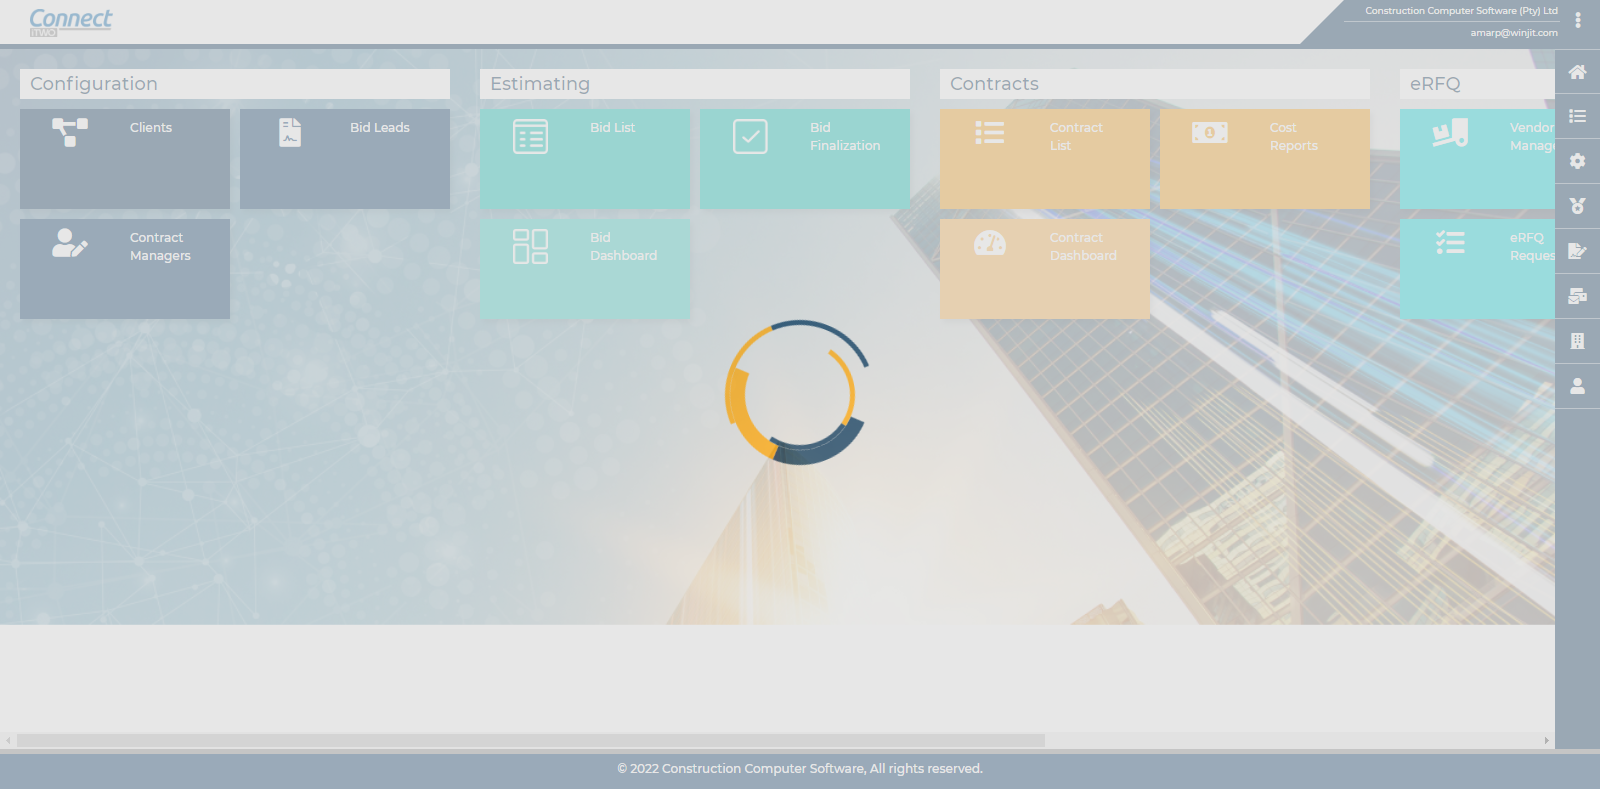 Connect
iTWO
Construction Computer Software (Pty) Ltd
amarp@winjit.com
Configuration
Clients
Bid Leads
Contract
Managers
Estimating
Bid List
Bid
Finalization
Bid
Dashboard
Contracts
Contract
List
Cost
Reports
Contract
Dashboard
eRFQ
Vendor
Manage
eRFQ
Reques
© 2022 Construction Computer Software, All rights reserved.